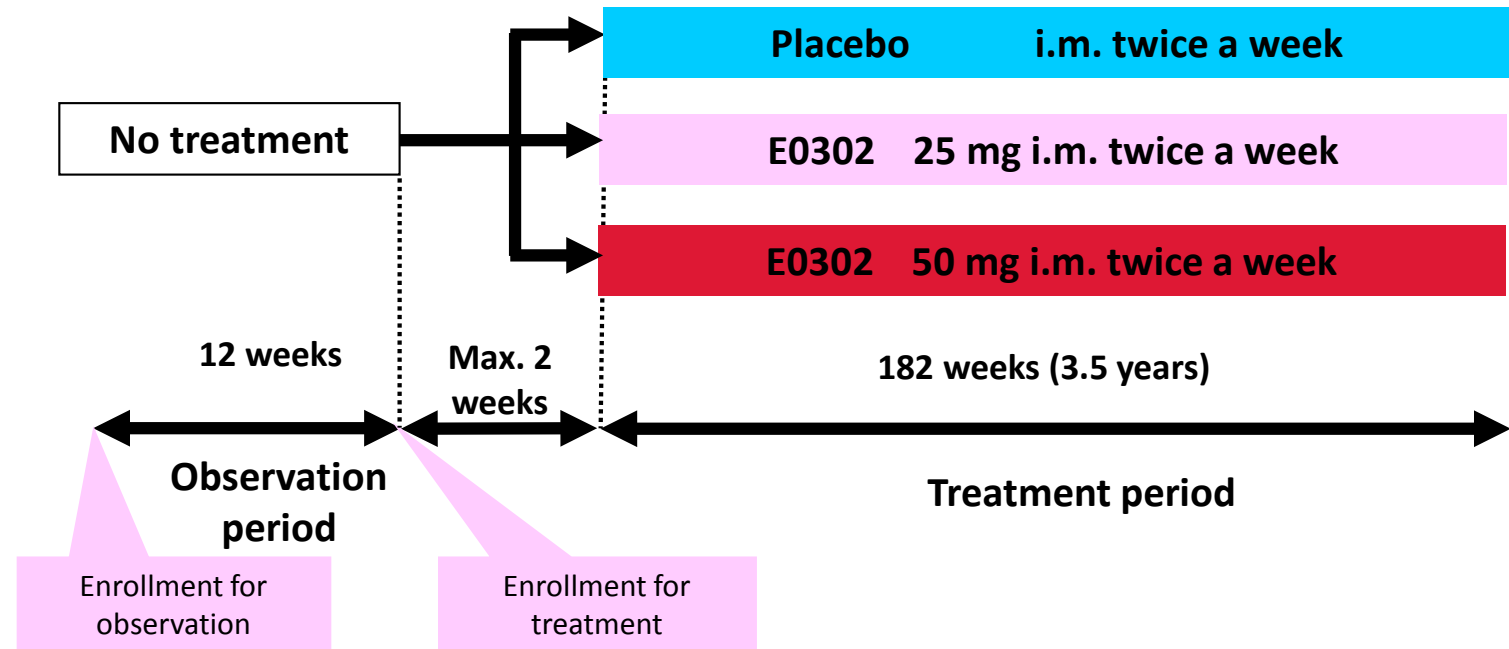 Placebo i.m. twice a week
No treatment
E0302 25 mg i.m. twice a week
E0302 50 mg i.m. twice a week
12 weeks
Max. 2
weeks
182 weeks (3.5 years)
Observation
period
Treatment period
Enrollment for
observation
Enrollment for
treatment